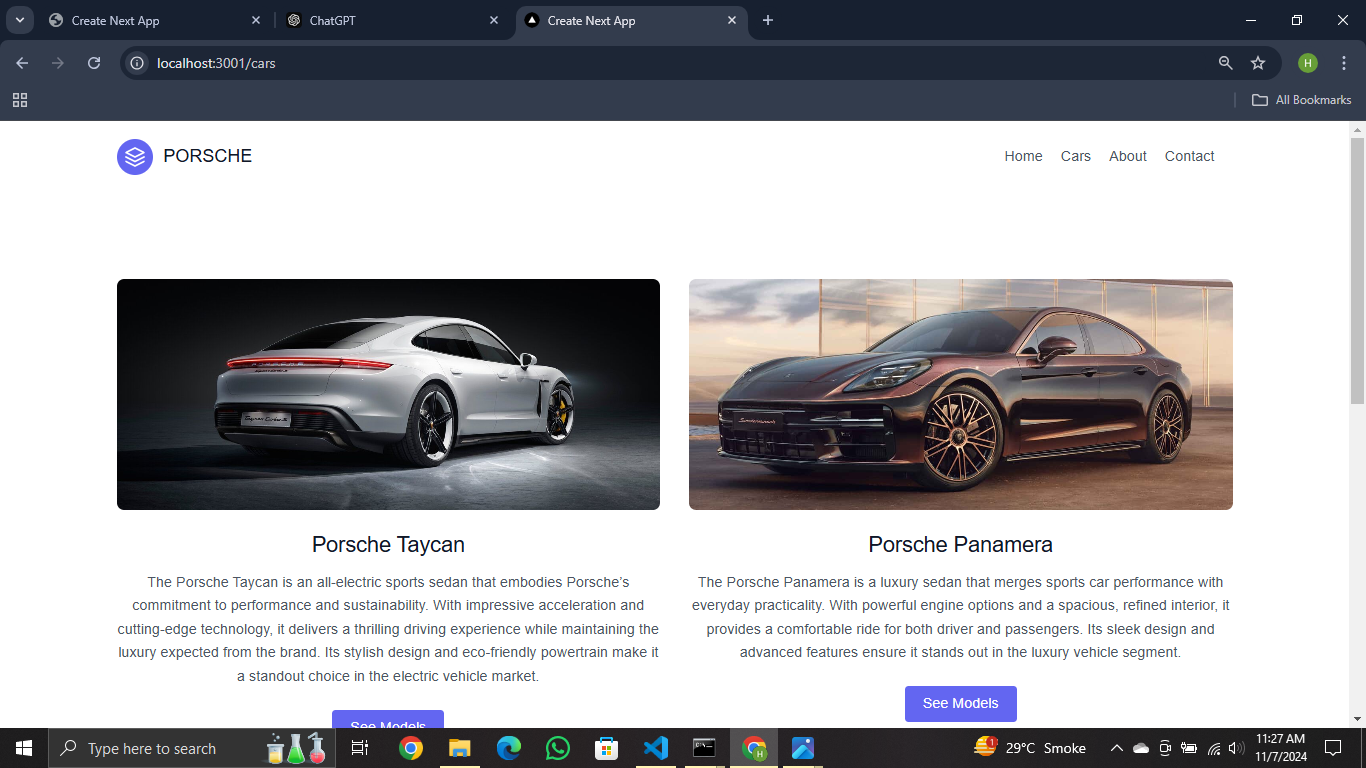 Create Next App
ChatGPT
Create Next App
localhost:3001/cars
H
All Bookmarks
PORSCHE
Home Cars About Contact
PORSCHE
Porsche Taycan
The Porsche Taycan is an all-electric sports sedan that embodies Porsche’s
commitment to performance and sustainability. With impressive acceleration and
cutting-edge technology, it delivers a thrilling driving experience while maintaining the
luxury expected from the brand. Its stylish design and eco-friendly powertrain make it
a standout choice in the electric vehicle market.
See Models
Porsche Panamera
The Porsche Panamera is a luxury sedan that merges sports car performance with
everyday practicality. With powerful engine options and a spacious, refined interior, it
provides a comfortable ride for both driver and passengers. Its sleek design and
advanced features ensure it stands out in the luxury vehicle segment.
See Models
Type here to search
H
1
29°C Smoke
11:27 AM
11/7/2024